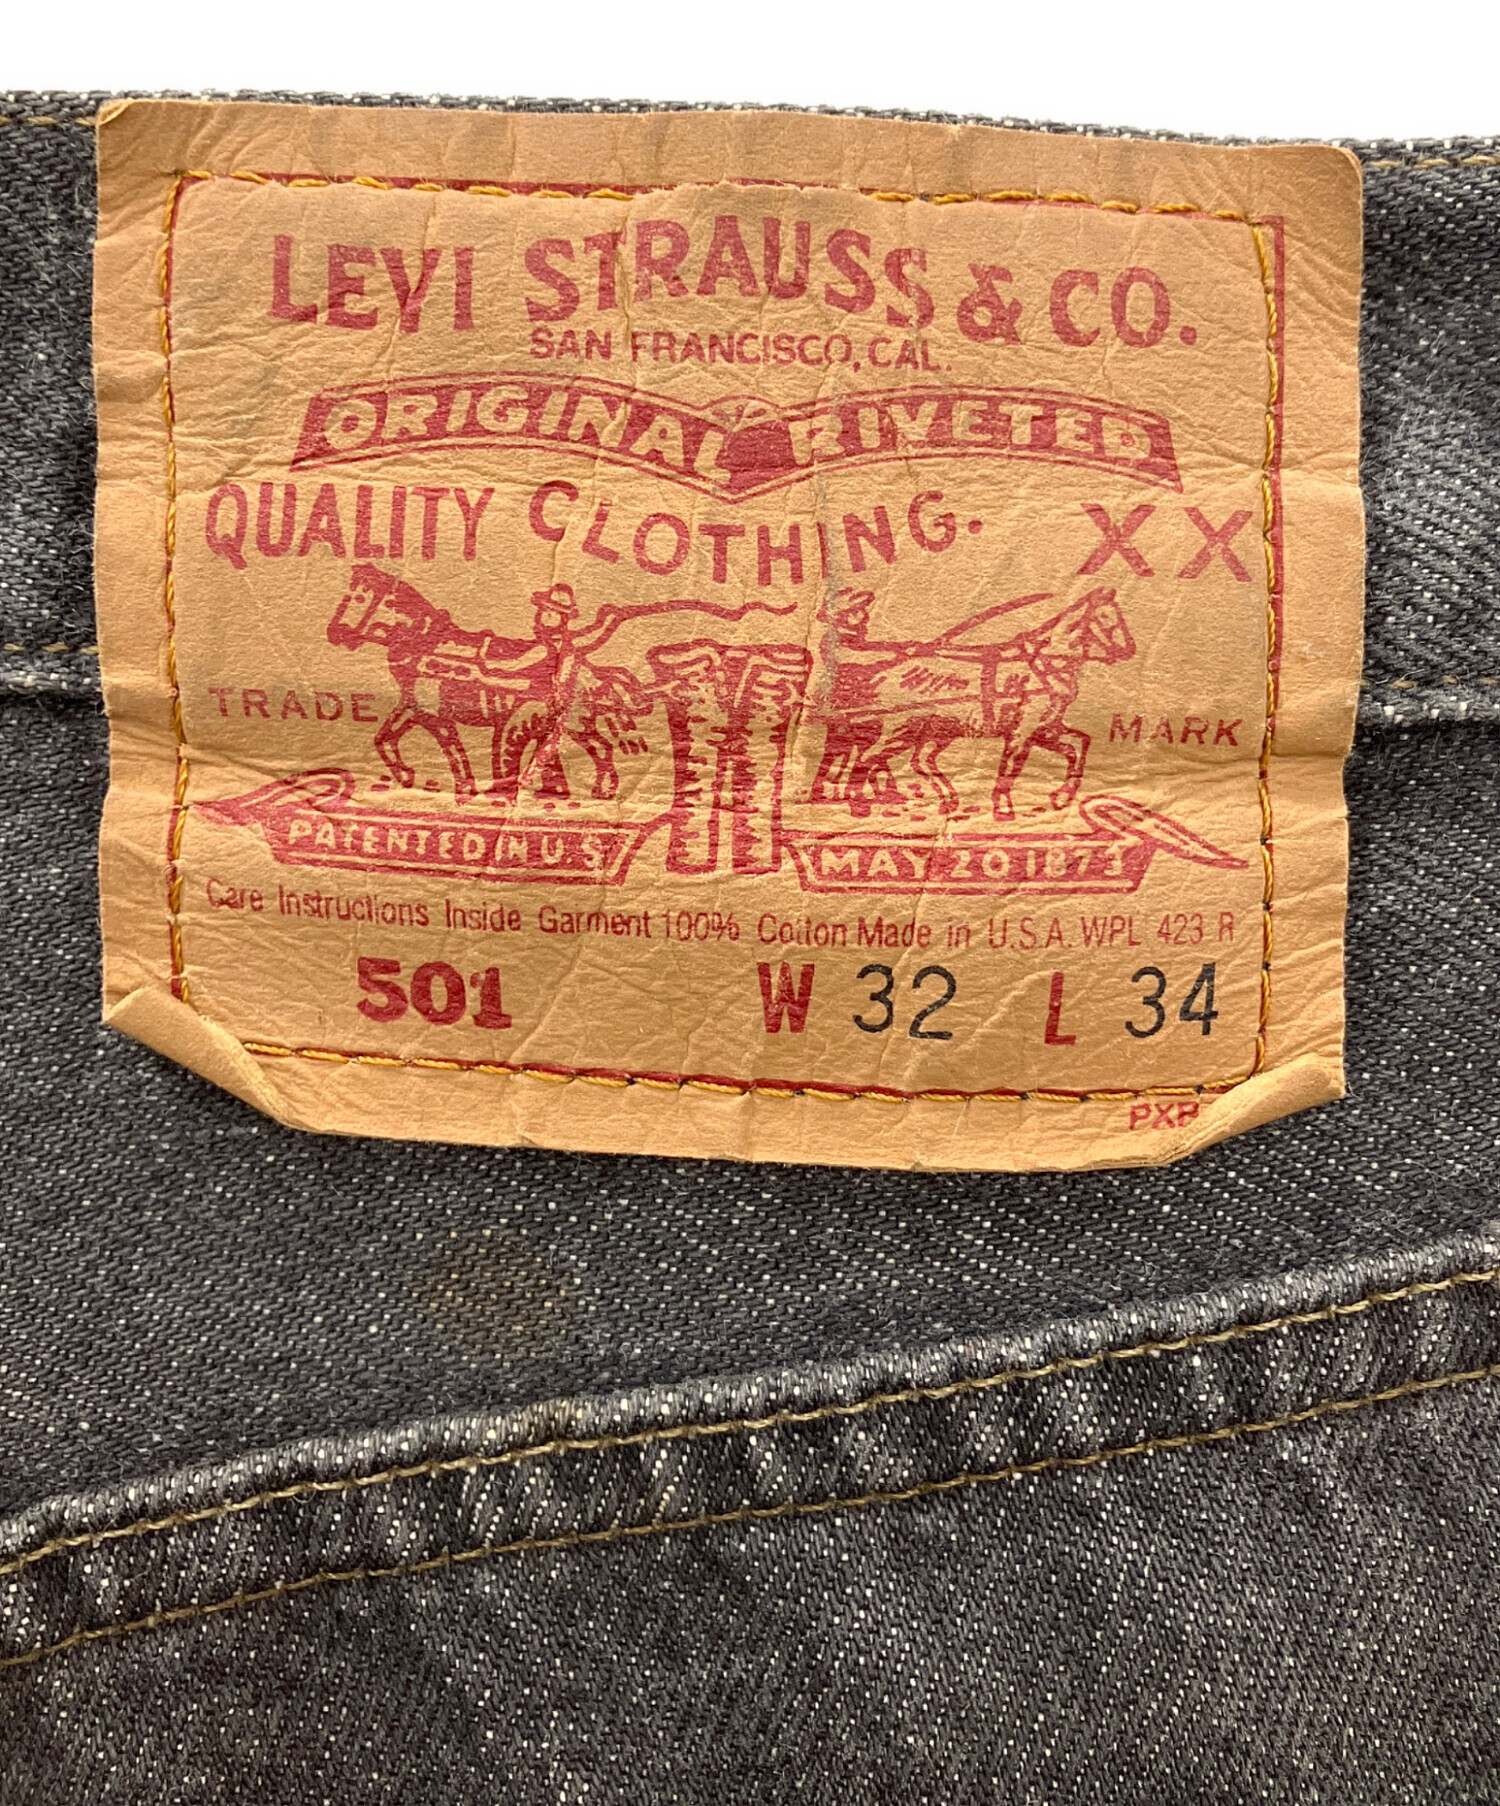 LEVI STRAUSS & CO.
SAN FRANCISCO, CAL.
ORIGINAL RIVETED
QUALITY CLOTHING. XX
TRADE MARK
PATENTED IN U.S. MAY 20 1873
Care Instructions Inside Garment 100% Cotton Made in U.S.A. WPL 423 R
501 W 32 L 34